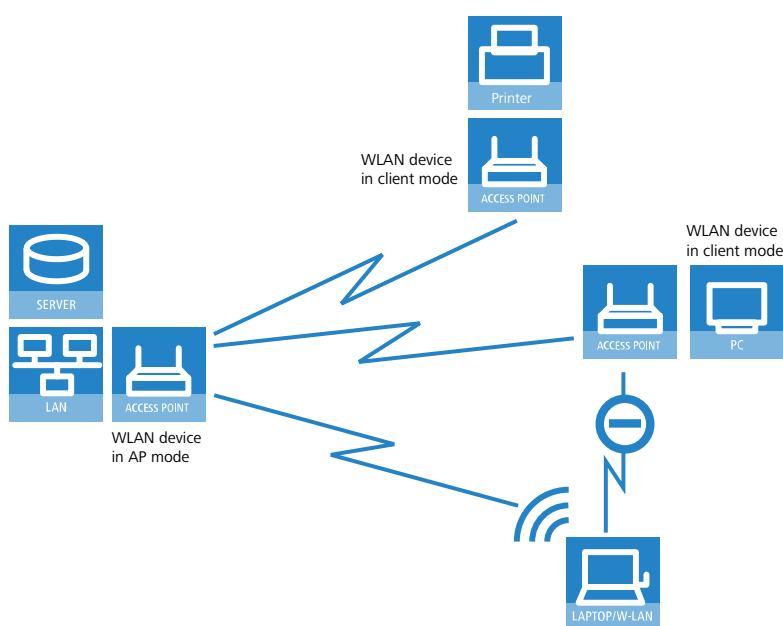 Printer
WLAN device
in client mode
ACCESS POINT
WLAN device
in client mode
SERVER
ACCESS POINT
PC
LAN
ACCESS POINT
WLAN device
in AP mode
LAPTOP/W-LAN